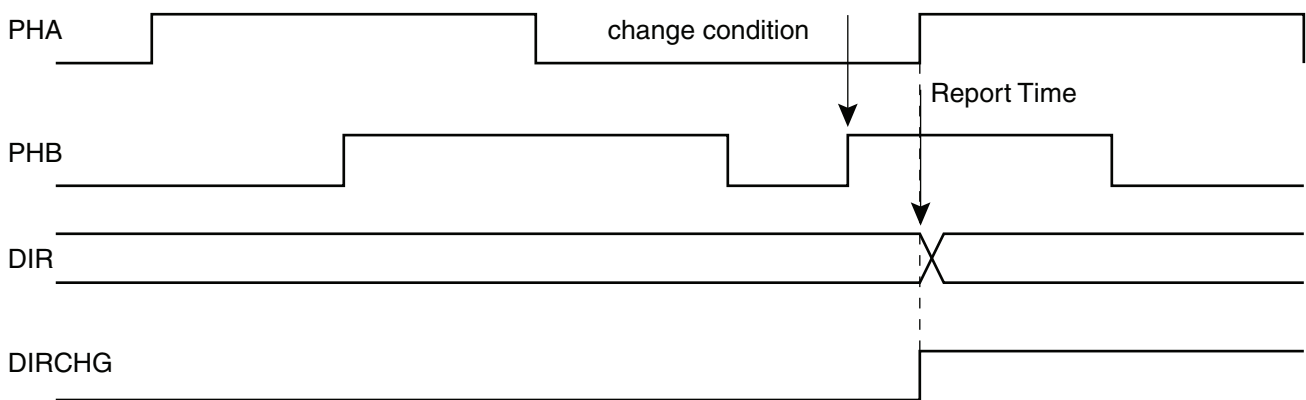 PHA
change condition
Report Time
PHB
DIR
DIRCHG